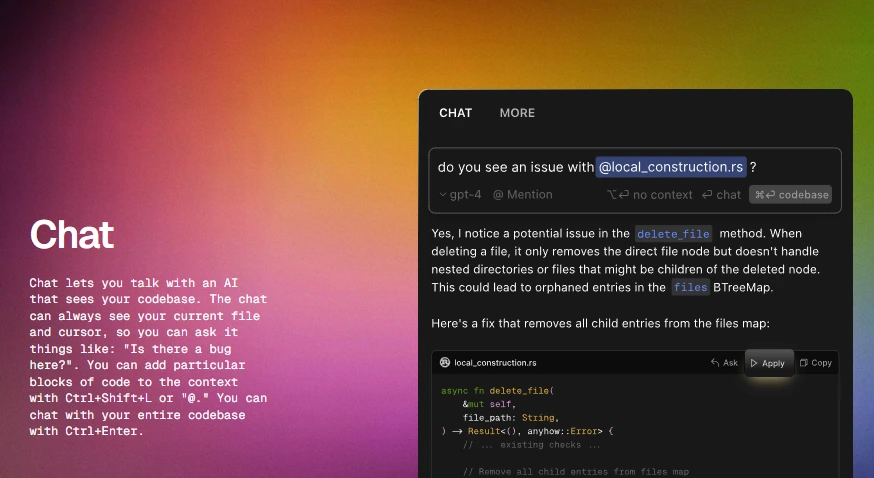 Chat
Chat lets you talk with an AI
that sees your codebase. The chat
can always see your current file
and cursor, so you can ask it
things like: "Is there a bug
here?". You can add particular
blocks of code to the context
with Ctrl+Shift+L or "@." You can
chat with your entire codebase
with Ctrl+Enter.
CHAT MORE
do you see an issue with @local_construction.rs ?
gpt-4 @ Mention ⌥⏎ no context ⏎ chat ⌘⏎ codebase
Yes, I notice a potential issue in the delete_file method. When
deleting a file, it only removes the direct file node but doesn't handle
nested directories or files that might be children of the deleted node.
This could lead to orphaned entries in the files BTreeMap.
Here's a fix that removes all child entries from the files map:
local_construction.rs Ask Apply Copy
async fn delete_file(
&mut self,
file_path: String,
) → Result<(), anyhow::Error> {
// ... existing checks ...
// Remove all child entries from files map